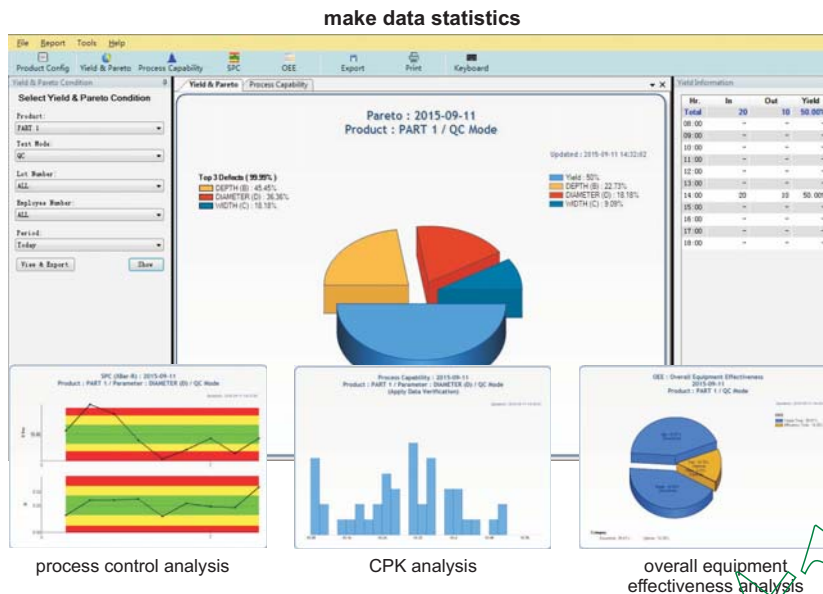 make data statistics
File Report Tools Help
Product Config Yield & Pareto Process Capability SPC OEE Export Print Keyboard
Yield & Pareto Condition
Select Yield & Pareto Condition
Product:
PART 1
Test Mode:
QC
Lot Number:
ALL
Employee Number:
ALL
Period:
Today
View & Export Show
Yield & Pareto Process Capability
Pareto : 2015-09-11
Product : PART 1 / QC Mode
Updated : 2015-09-11 14:32:02
Top 3 Defects ( 99.99% )
DEPTH (B) : 45.45%
DIAMETER (D) : 36.36%
WIDTH (C) : 18.18%
Yield : 50%
DEPTH (B) : 22.73%
DIAMETER (D) : 18.18%
WIDTH (C) : 9.09%
Yield Information
Hr. In Out Yield
Total 20 10 50.00%
08:00 - - -
09:00 - - -
10:00 - - -
11:00 - - -
12:00 - - -
13:00 - - -
14:00 20 10 50.00%
15:00 - - -
16:00 - - -
17:00 - - -
18:00 - - -
SPC (XBar-R) : 2015-09-11
Product : PART 1 / Parameter : DIAMETER (D) / QC Mode
Process Capability : 2015-09-11
Product : PART 1 / Parameter : DIAMETER (D) / QC Mode
(Apply Data Verification)
OEE : Overall Equipment Effectiveness
2015-09-11
Product : PART 1 / QC Mode
process control analysis
CPK analysis
overall equipment
effectiveness analysis